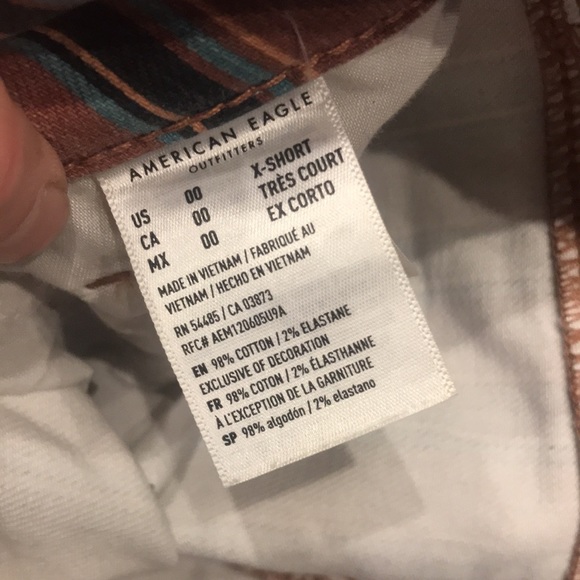 AMERICAN EAGLE
OUTFITTERS
US 00 X-SHORT
CA 00 TRÈS COURT
MX 00 EX CORTO
MADE IN VIETNAM / FABRIQUÉ AU
VIETNAM / HECHO EN VIETNAM
RN 54485 / CA 03873
RFC# AEM120605U9A
EN 98% COTTON / 2% ELASTANE
EXCLUSIVE OF DECORATION
FR 98% COTON / 2% ÉLASTHANNE
À L'EXCEPTION DE LA GARNITURE
SP 98% algodón / 2% elastano